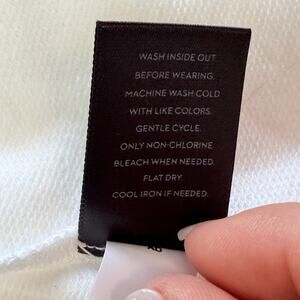 WASH INSIDE OUT
BEFORE WEARING.
MACHINE WASH COLD
WITH LIKE COLORS.
GENTLE CYCLE.
ONLY NON-CHLORINE
BLEACH WHEN NEEDED.
FLAT DRY.
COOL IRON IF NEEDED.